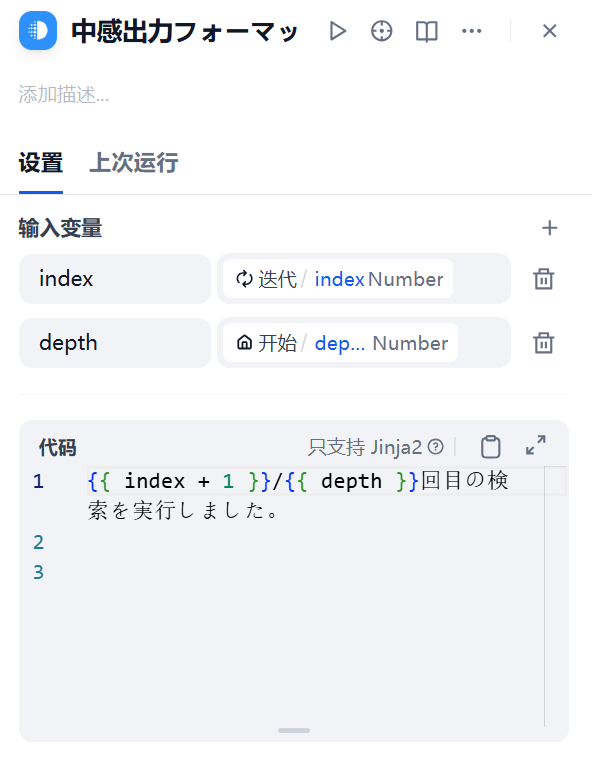 中感出力フォーマッ
添加描述...
设置 上次运行
输入变量
index 迭代 / index Number
depth 开始 / dep... Number
代码 只支持 Jinja2
1 {{ index + 1 }}/{{ depth }}回目の検
索を実行しました。
2
3